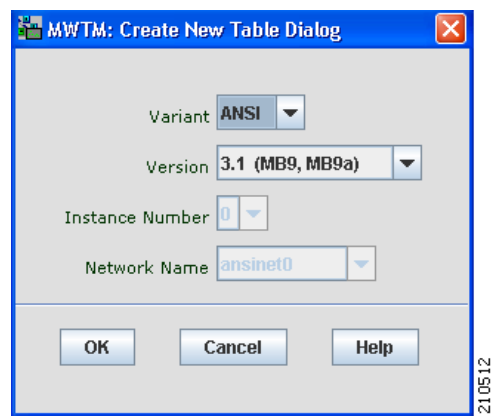 MWTM: Create New Table Dialog
Variant ANSI
Version 3.1 (MB9, MB9a)
Instance Number 0
Network Name ansinet0
OK Cancel Help
210512